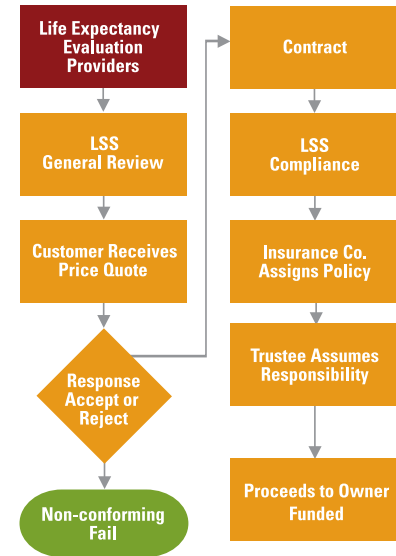 Life Expectancy
Evaluation
Providers
LSS
General Review
Customer Receives
Price Quote
Response
Accept or
Reject
Non-conforming
Fail
Contract
LSS
Compliance
Insurance Co.
Assigns Policy
Trustee Assumes
Responsibility
Proceeds to Owner
Funded